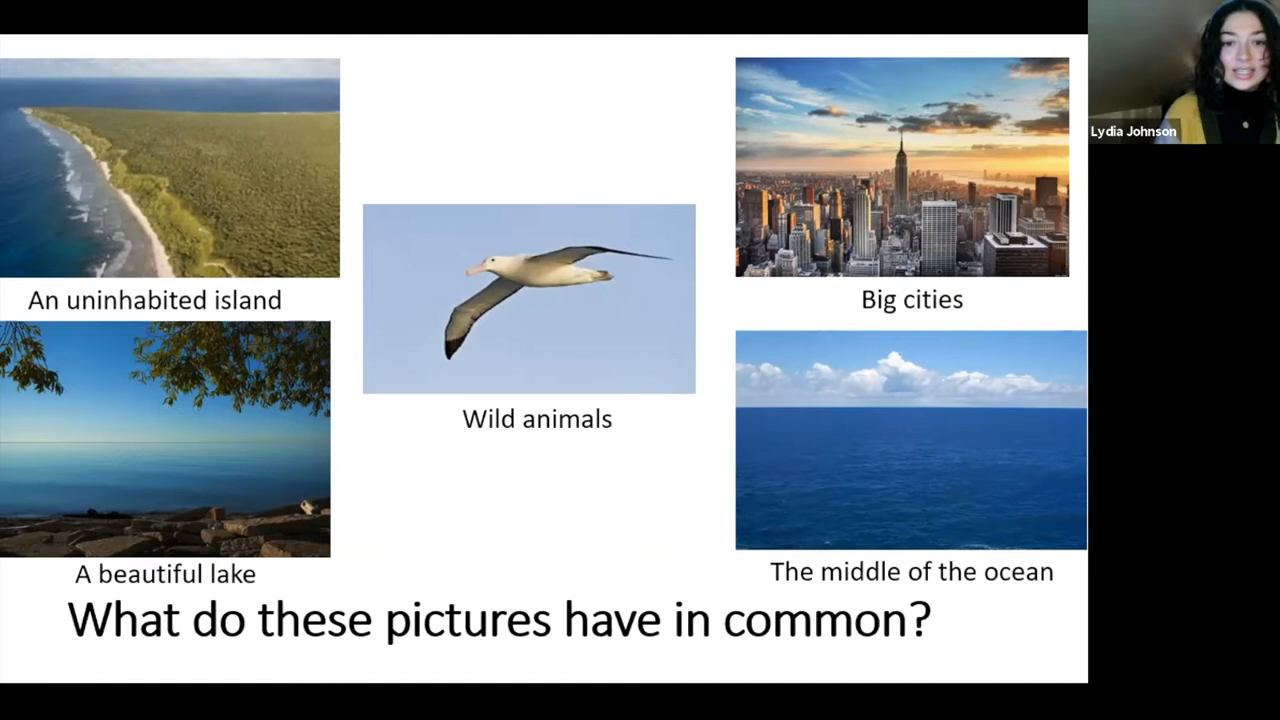 Lydia Johnson
An uninhabited island
Big cities
Wild animals
A beautiful lake
The middle of the ocean
What do these pictures have in common?